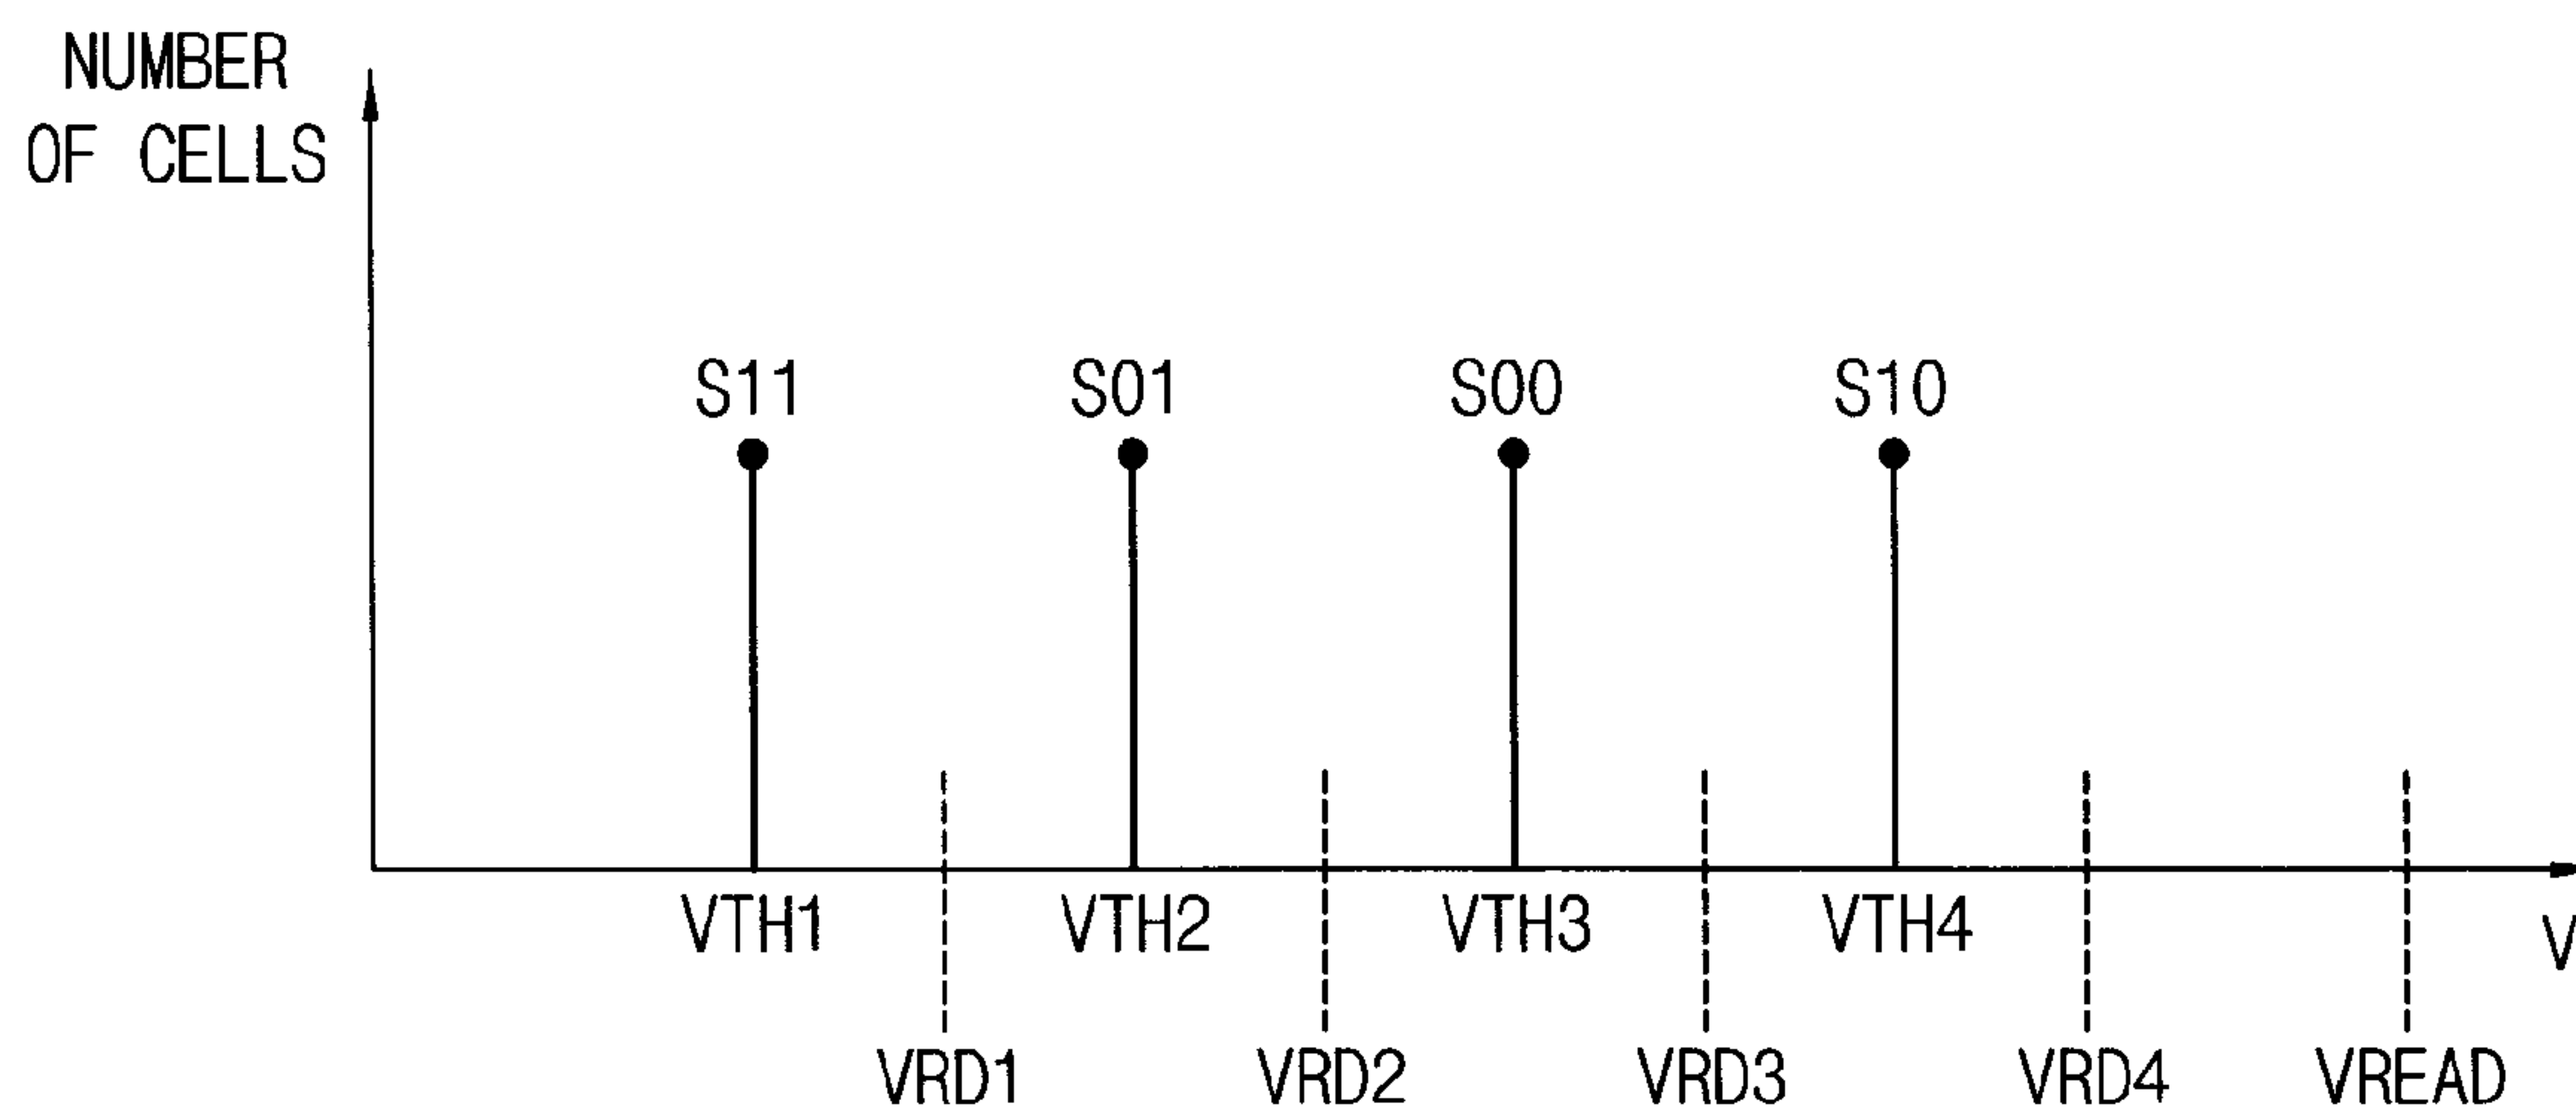 NUMBER
OF CELLS
S11 S01 S00 S10
VTH1 VTH2 VTH3 VTH4
V
VRD1 VRD2 VRD3 VRD4 VREAD